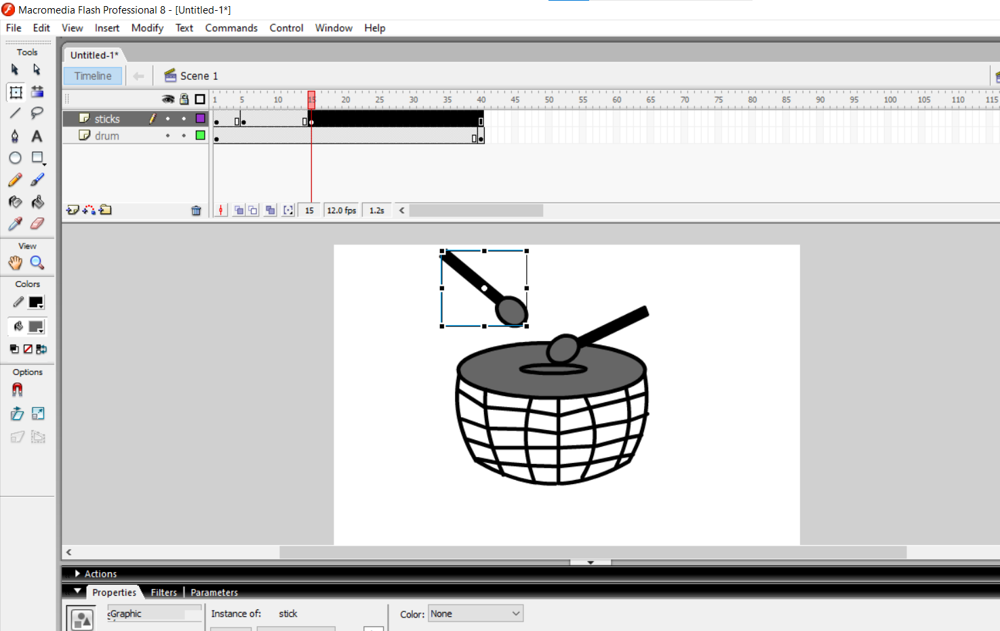 Macromedia Flash Professional 8 - [Untitled-1*]
File Edit View Insert Modify Text Commands Control Window Help
Tools
Untitled-1*
Timeline Scene 1
1 5 10 15 20 25 30 35 40 45 50 55 60 65 70 75 80 85 90 95 100 105 110 115
sticks
drum
15 12.0 fps 1.2s
View
Colors
Options
Actions
Properties Filters Parameters
Graphic Instance of: stick Color: None